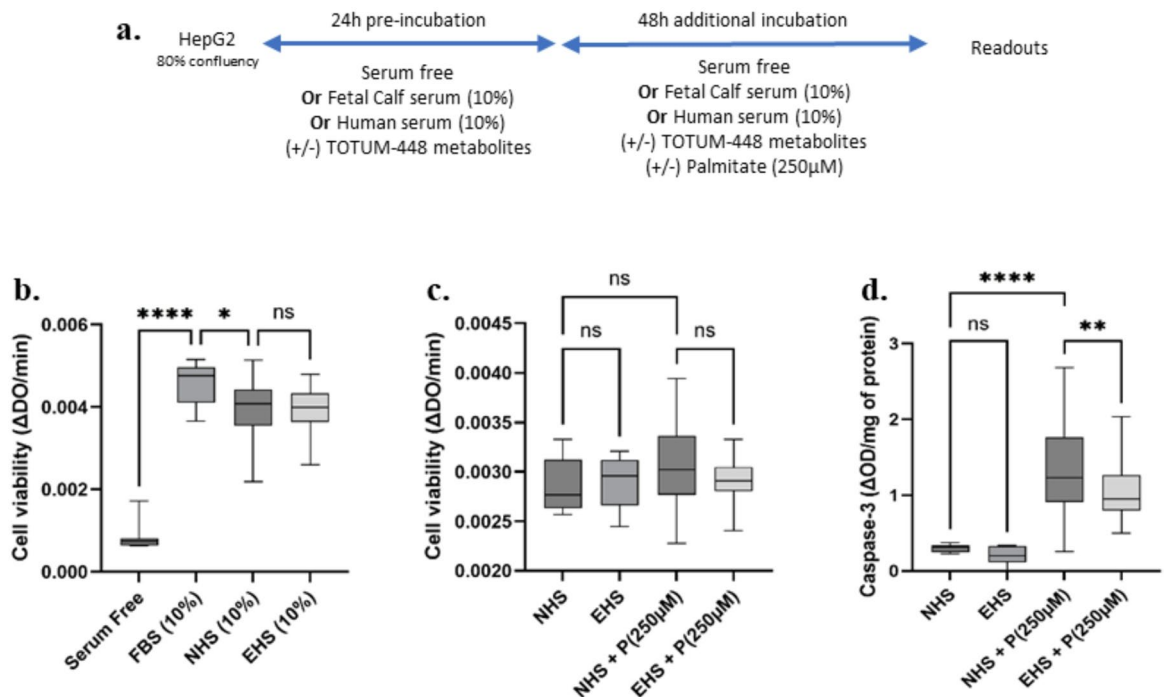 a.
HepG2
80% confluency
24h pre-incubation
Serum free
Or Fetal Calf serum (10%)
Or Human serum (10%)
(+/-) TOTUM-448 metabolites
48h additional incubation
Serum free
Or Fetal Calf serum (10%)
Or Human serum (10%)
(+/-) TOTUM-448 metabolites
(+/-) Palmitate (250µM)
Readouts
b.
Cell viability (ΔDO/min)
0.006
0.004
0.002
0.000
****
*
ns
Serum Free
FBS (10%)
NHS (10%)
EHS (10%)
c.
Cell viability (ΔDO/min)
0.0045
0.0040
0.0035
0.0030
0.0025
0.0020
ns
ns
ns
NHS
EHS
NHS + P(250µM)
EHS + P(250µM)
d.
Caspase-3 (ΔOD/mg of protein)
3
2
1
0
****
ns
**
NHS
EHS
NHS + P(250µM)
EHS + P(250µM)